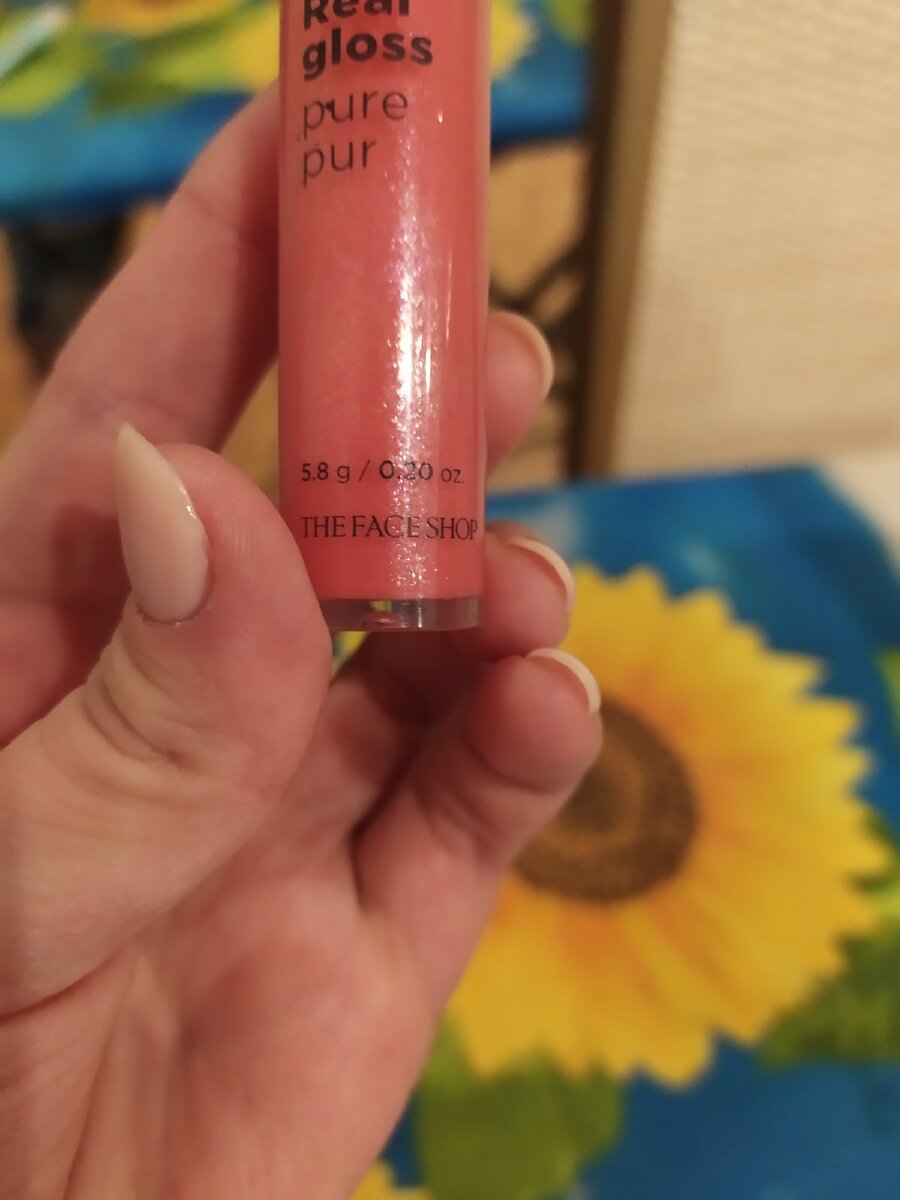 Real
gloss
pure
pur
5.8 g / 0.20 oz.
THE FACE SHOP